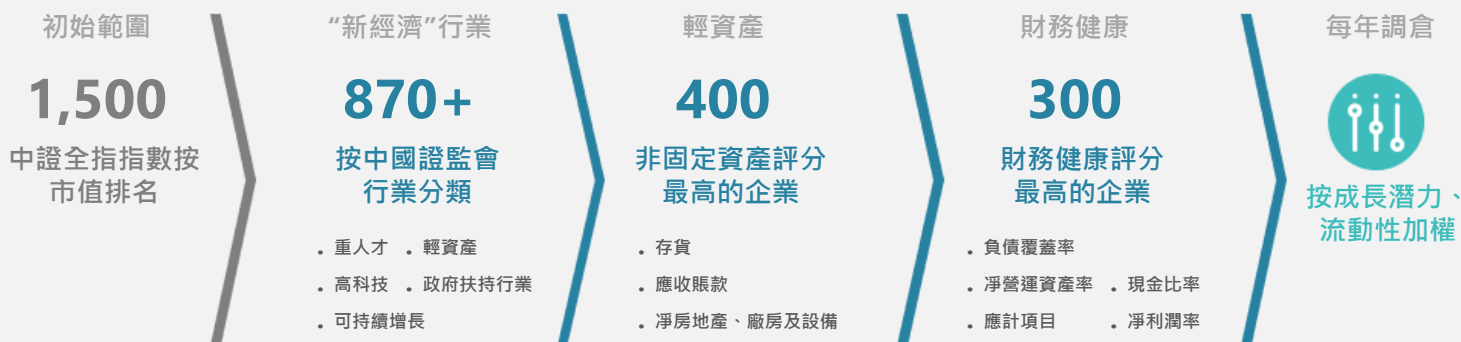 初始範圍
1,500
中證全指指數按
市值排名
“新經濟”行業
870+
按中國證監會
行業分類
. 重人才 . 輕資產
. 高科技 . 政府扶持行業
. 可持續增長
輕資產
400
非固定資產評分
最高的企業
. 存貨
. 應收賬款
. 凈房地產、廠房及設備
財務健康
300
財務健康評分
最高的企業
. 負債覆蓋率
. 凈營運資產率 . 現金比率
. 應計項目 . 凈利潤率
每年調倉
按成長潛力、
流動性加權